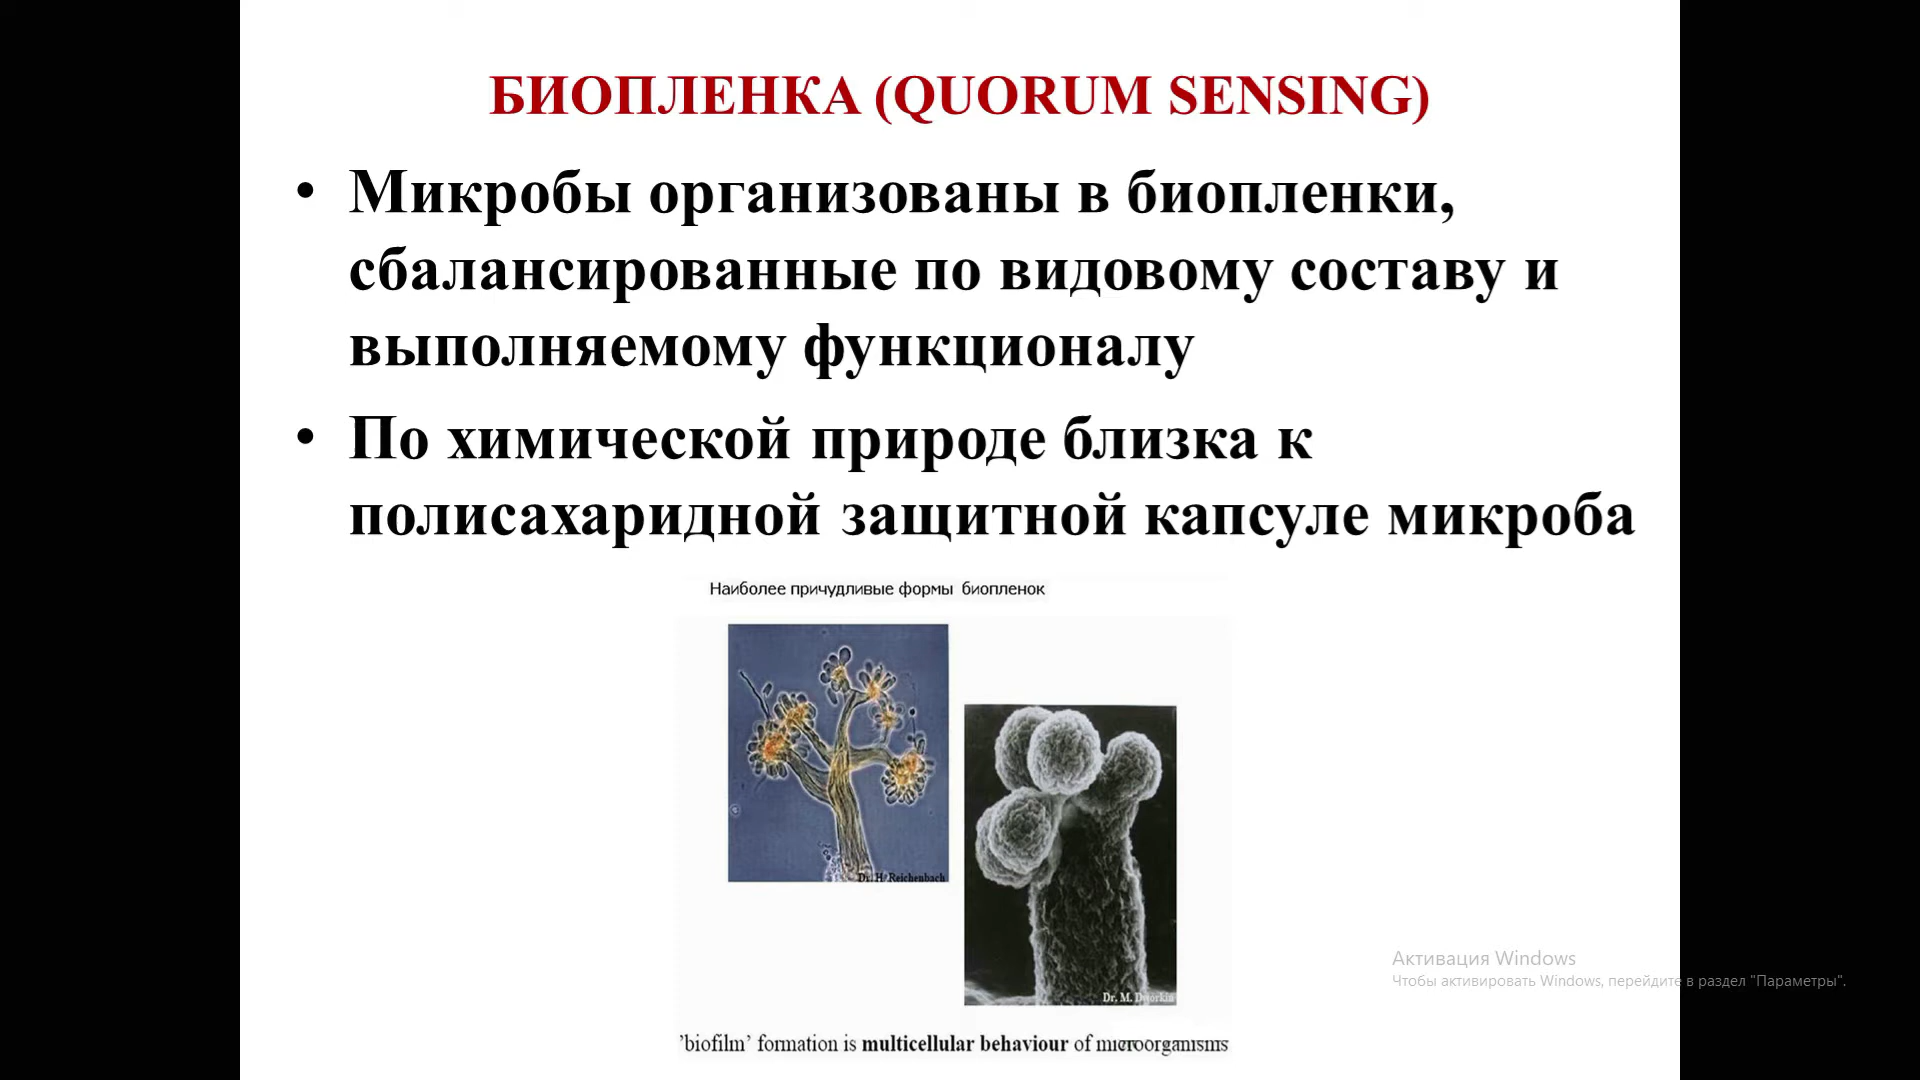 БИОПЛЕНКА (QUORUM SENSING)
• Микробы организованы в биопленки,
сбалансированные по видовому составу и
выполняемому функционалу
• По химической природе близка к
полисахаридной защитной капсуле микроба
Наиболее причудливые формы биопленок
Dr. H. Reichenbach
Dr. M. Dworkin
’biofilm’ formation is multicellular behaviour of microorganisms
Активация Windows
Чтобы активировать Windows, перейдите в раздел "Параметры".